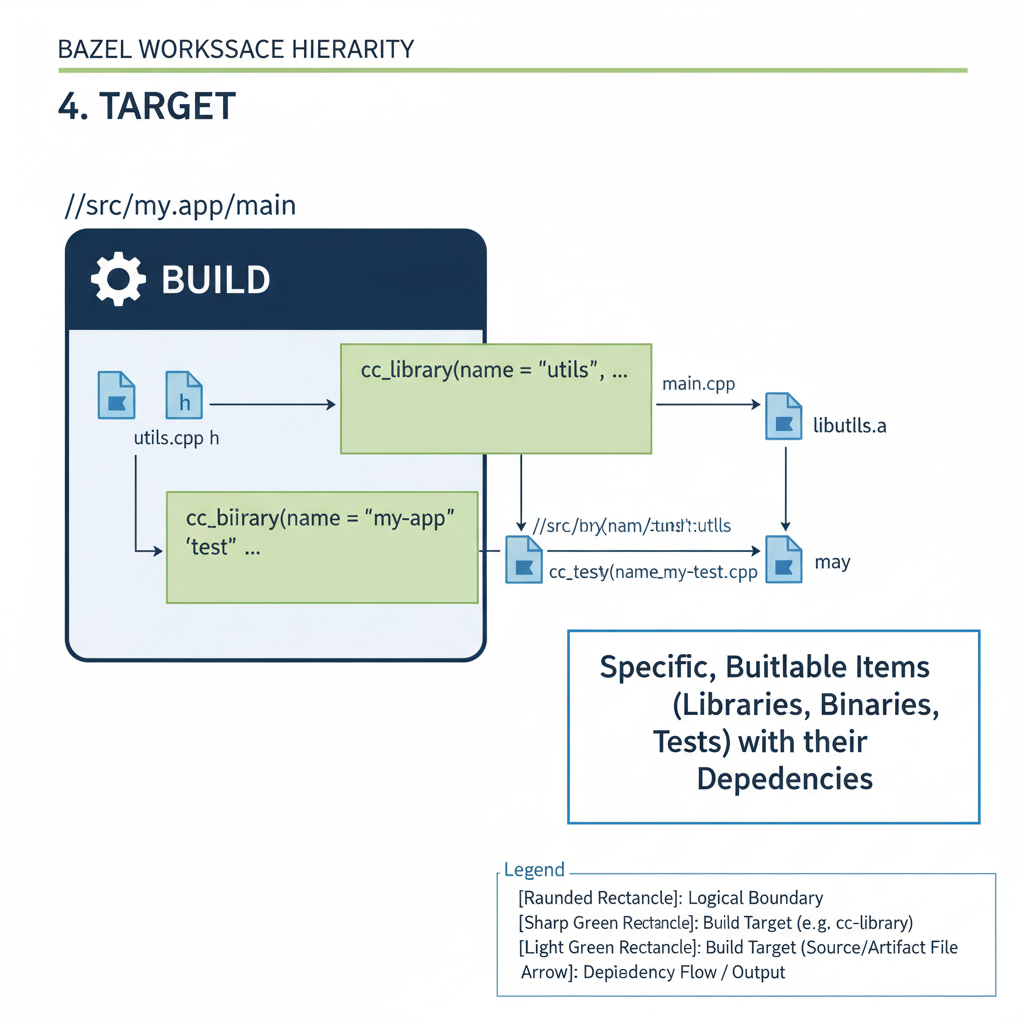 BAZEL WORKSSACE HIERARITY
4. TARGET
//src/my.app/main
BUILD
cc_library(name = “utils”, ...
main.cpp
h
libutlls.a
utils.cpp h
cc_biirary(name = “my-app”
‘test” ...
//src/
:utlls
may
cc_tesy(name_my-test.cpp
Specific, Buitlable Items
(Libraries, Binaries,
Tests) with their
Depedencies
Legend
[Raunded Rectancle]: Logical Boundary
[Sharp Green Rectancle]: Build Target (e.g. cc-library)
[Light Green Rectancle]: Build Target (Source/Artifact File
Arrow]: Depiedency Flow / Output